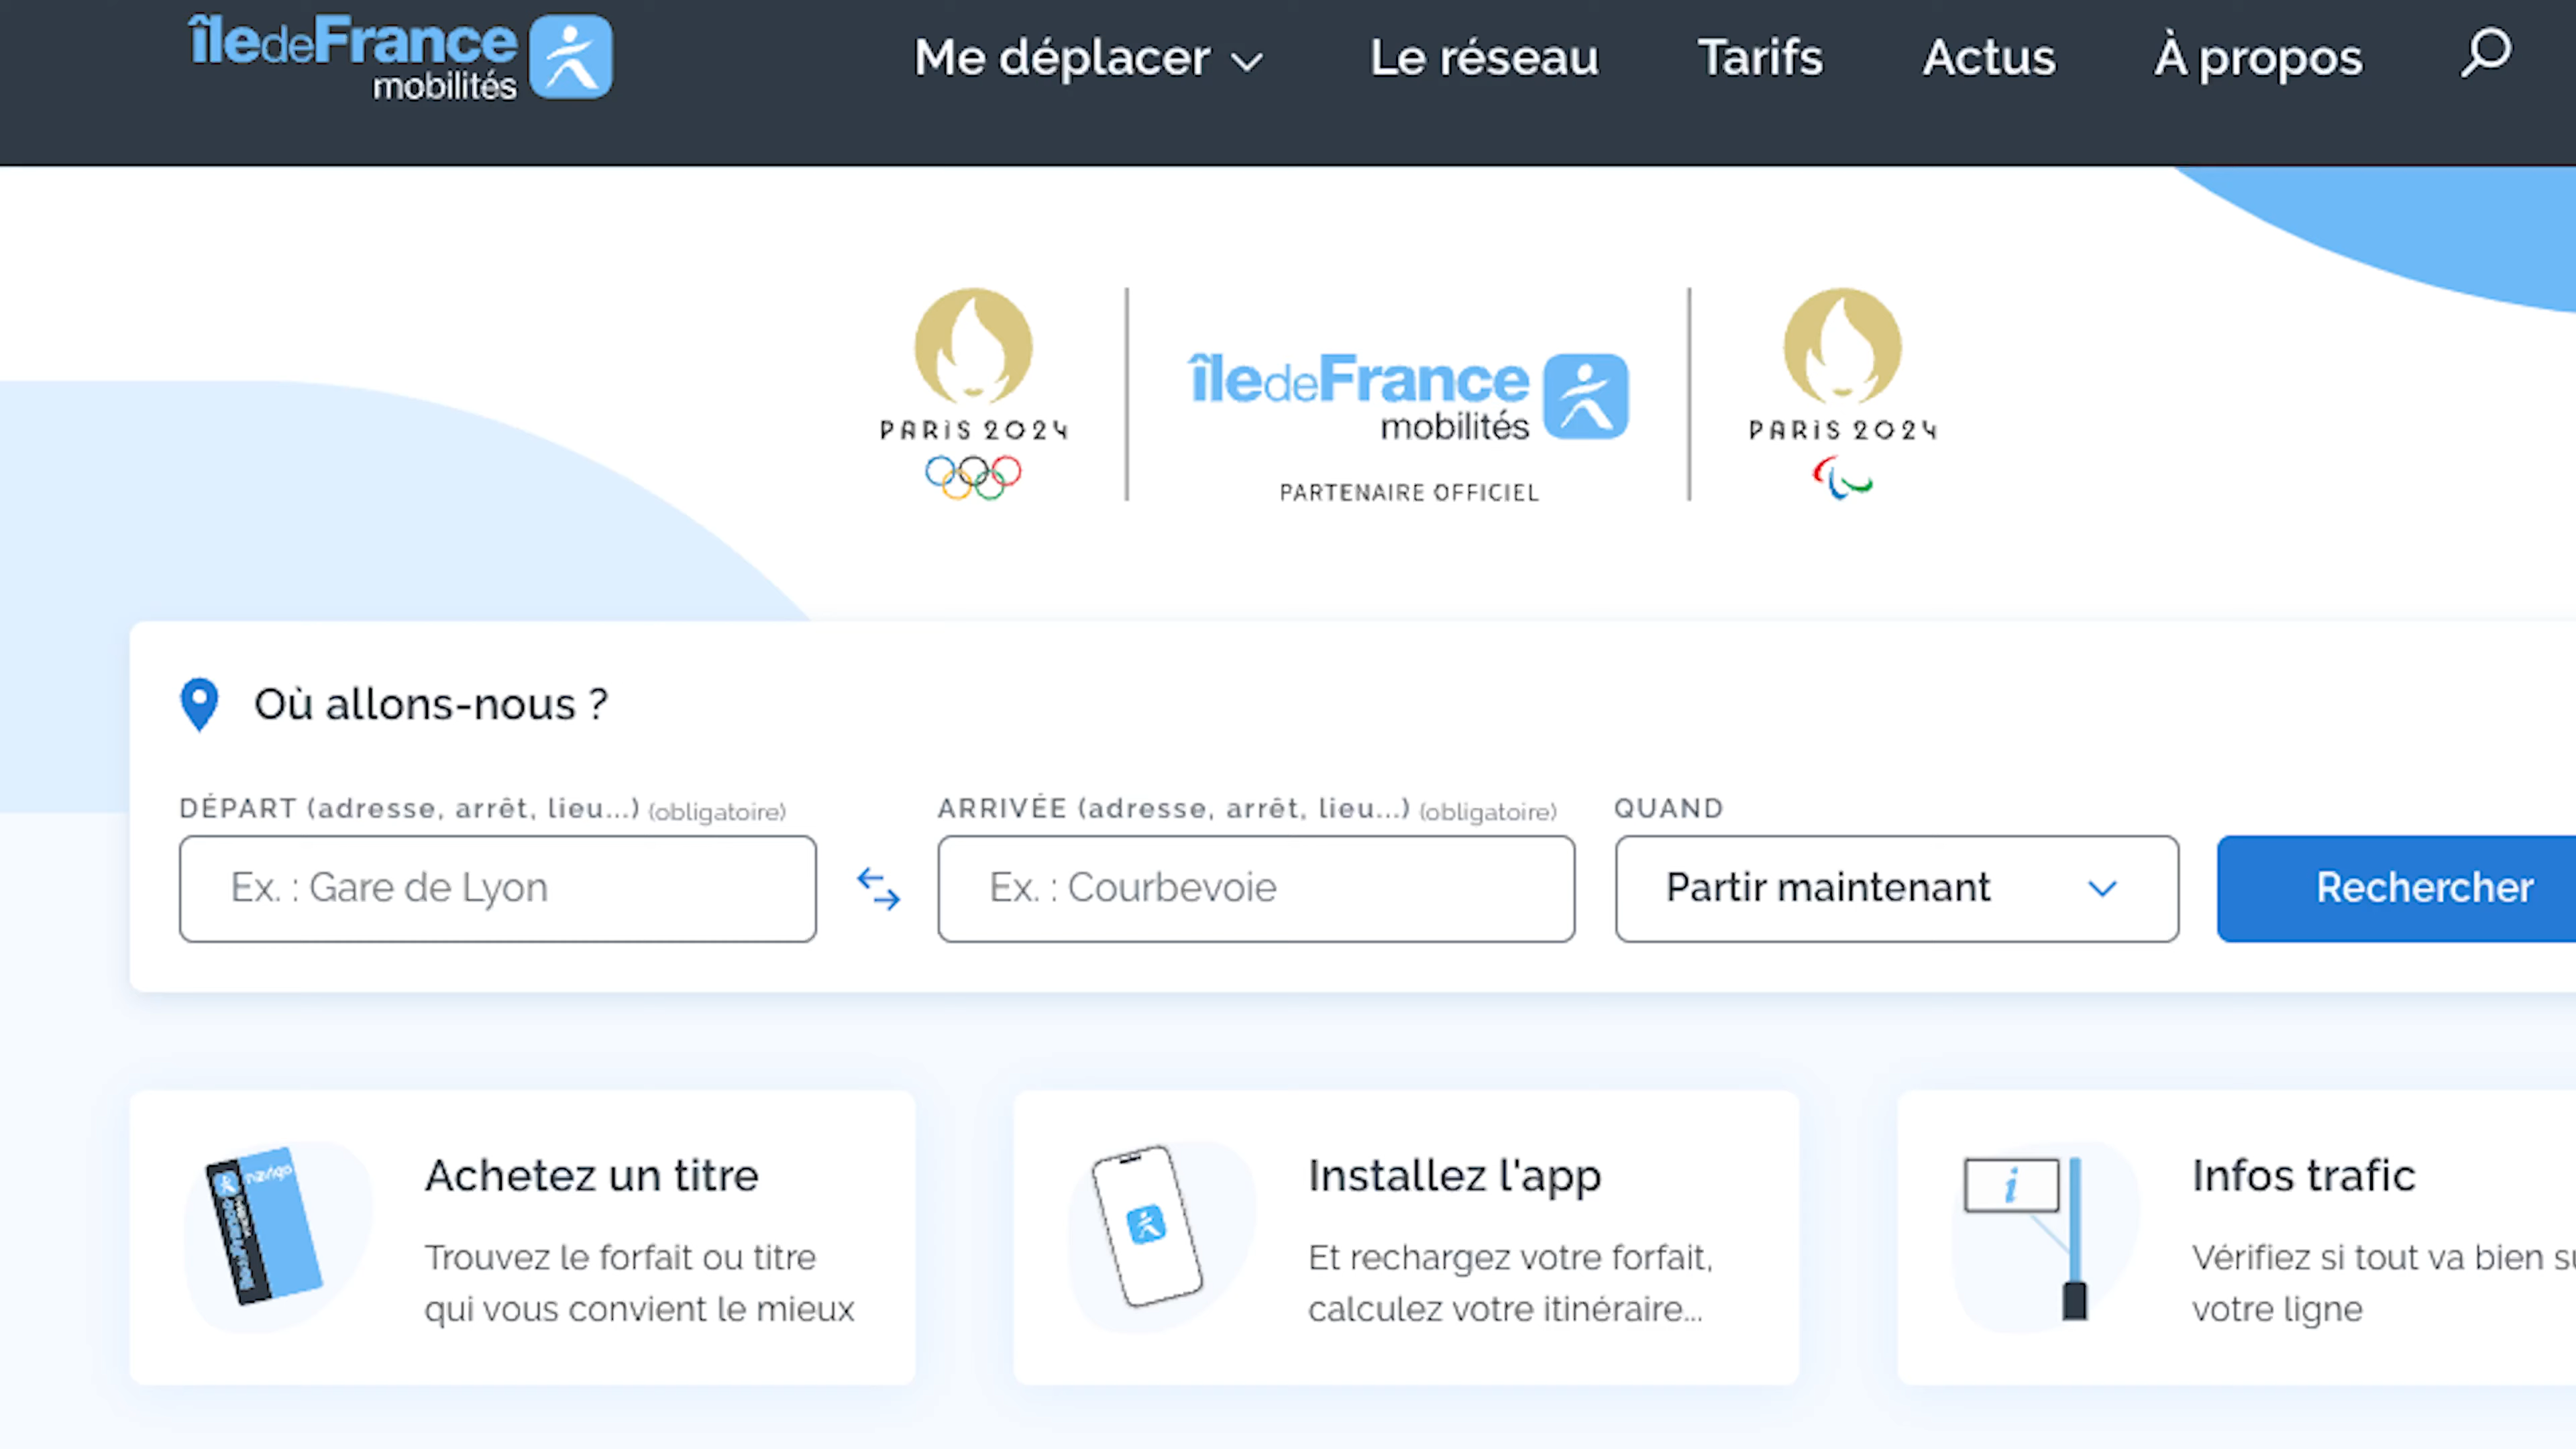 îledeFrance
mobilités
Me déplacer
Le réseau
Tarifs
Actus
À propos
PARIS 2024
îledeFrance
mobilités
PARTENAIRE OFFICIEL
PARIS 2024
Où allons-nous ?
DÉPART (adresse, arrêt, lieu...) (obligatoire)
ARRIVÉE (adresse, arrêt, lieu...) (obligatoire)
QUAND
Ex. : Gare de Lyon
Ex. : Courbevoie
Partir maintenant
Rechercher
navigo
Achetez un titre
Trouvez le forfait ou titre
qui vous convient le mieux
Installez l'app
Et rechargez votre forfait,
calculez votre itinéraire...
i
Infos trafic
Vérifiez si tout va bien
votre ligne